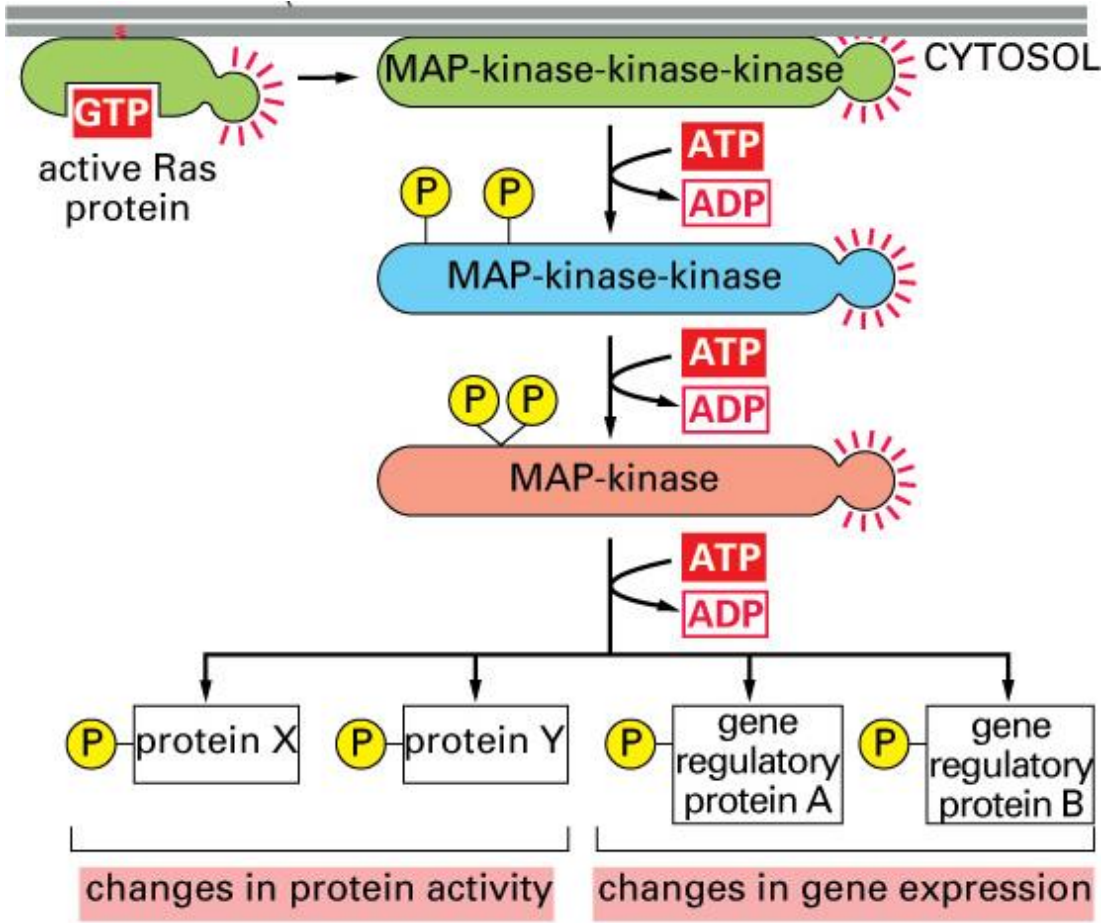 GTP
active Ras
protein
MAP-kinase-kinase-kinase
CYTOSOL
ATP
ADP
P
P
MAP-kinase-kinase
ATP
ADP
P
P
MAP-kinase
ATP
ADP
P
protein X
P
protein Y
P
gene
regulatory
protein A
P
gene
regulatory
protein B
changes in protein activity
changes in gene expression